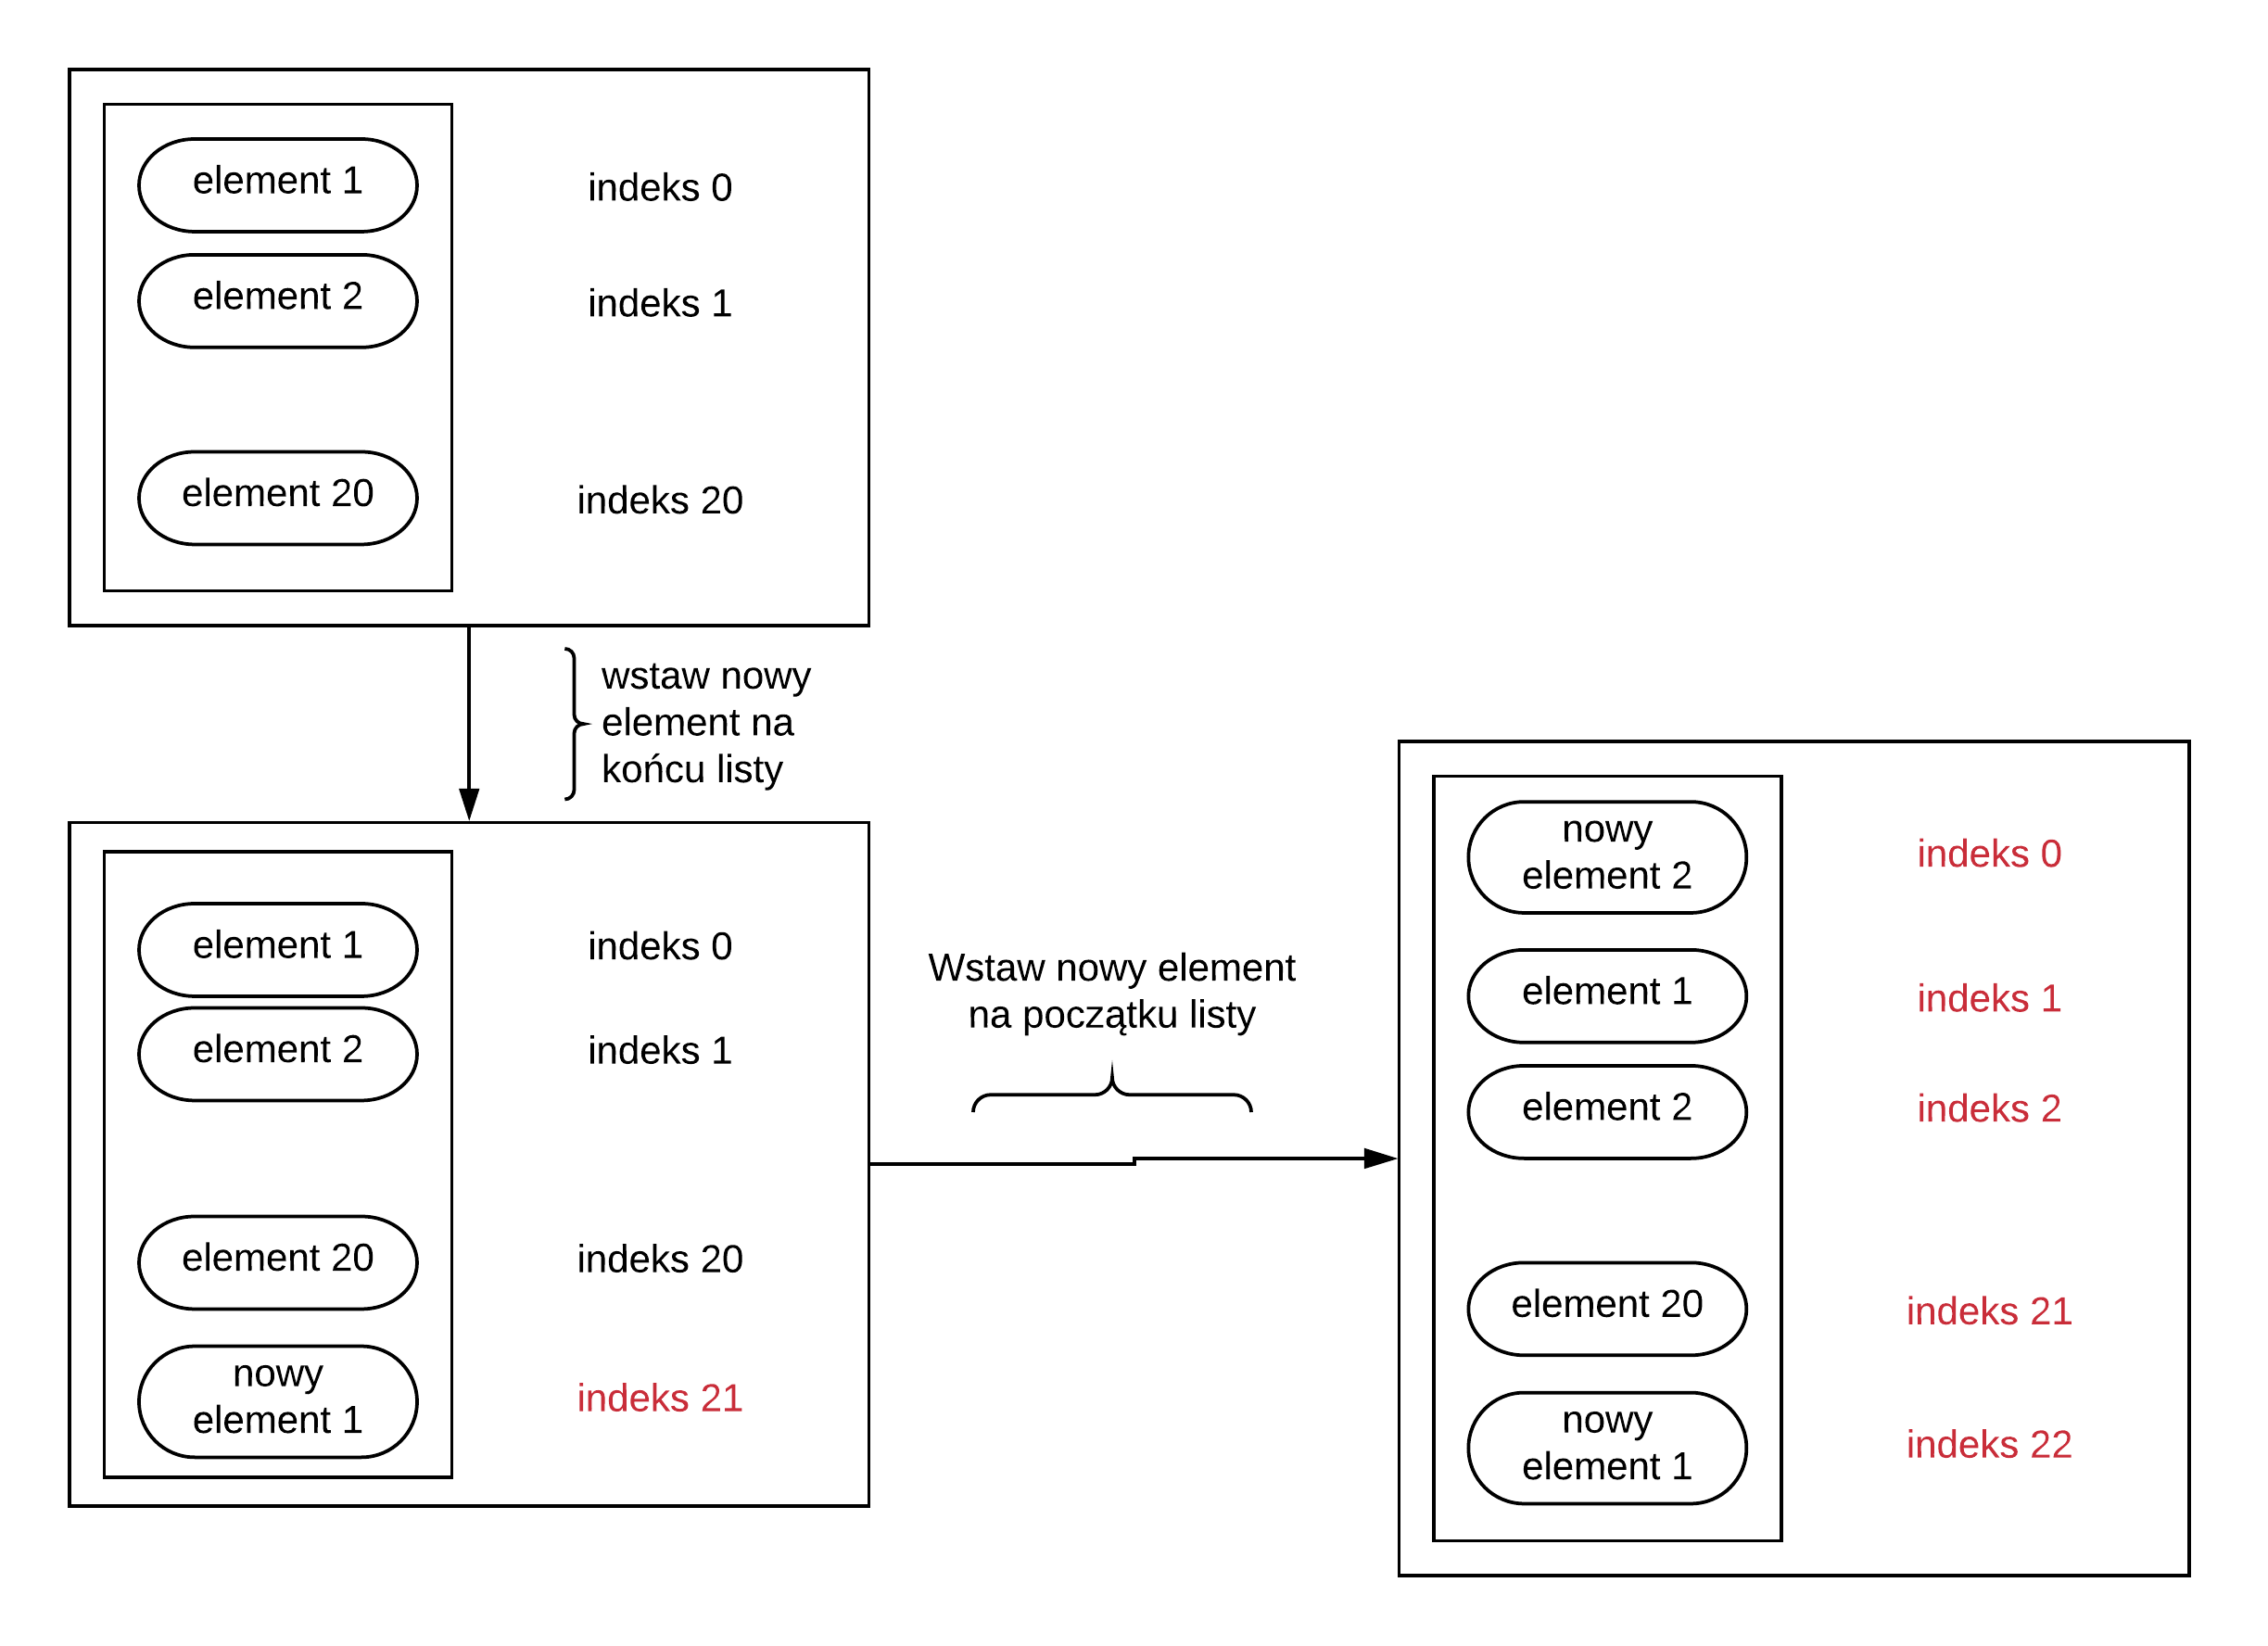 element 1
indeks 0
element 2
indeks 1
element 20
indeks 20
wstaw nowy
element na
końcu listy
element 1
indeks 0
element 2
indeks 1
element 20
indeks 20
nowy
element 1
indeks 21
Wstaw nowy element
na początku listy
nowy
element 2
indeks 0
element 1
indeks 1
element 2
indeks 2
element 20
indeks 21
nowy
element 1
indeks 22